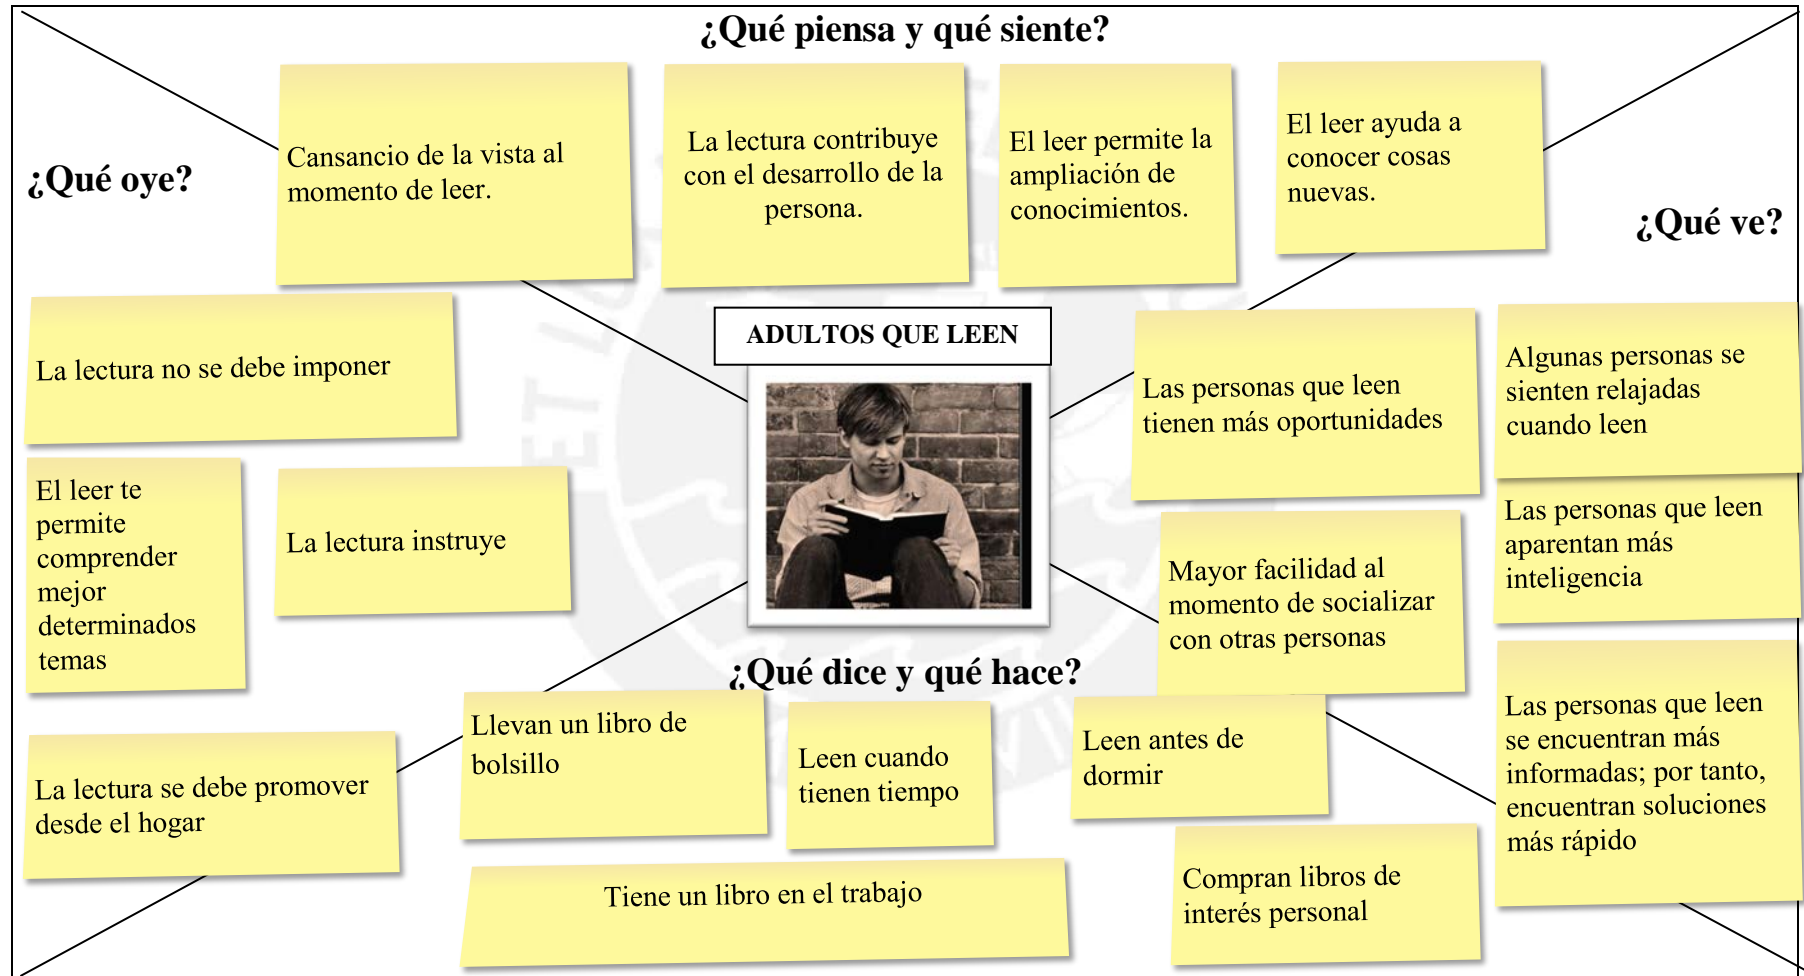 ¿Qué piensa y qué siente?
Cansancio de la vista al
momento de leer.
La lectura contribuye
con el desarrollo de la
persona.
El leer permite la
ampliación de
conocimientos.
El leer ayuda a
conocer cosas
nuevas.
¿Qué oye?
La lectura no se debe imponer
El leer te
permite
comprender
mejor
determinados
temas
La lectura instruye
La lectura se debe promover
desde el hogar
ADULTOS QUE LEEN
¿Qué ve?
Las personas que leen
tienen más oportunidades
Algunas personas se
sienten relajadas
cuando leen
Las personas que leen
aparentan más
inteligencia
Mayor facilidad al
momento de socializar
con otras personas
Las personas que leen
se encuentran más
informadas; por tanto,
encuentran soluciones
más rápido
¿Qué dice y qué hace?
Llevan un libro de
bolsillo
Leen cuando
tienen tiempo
Leen antes de
dormir
Tiene un libro en el trabajo
Compran libros de
interés personal